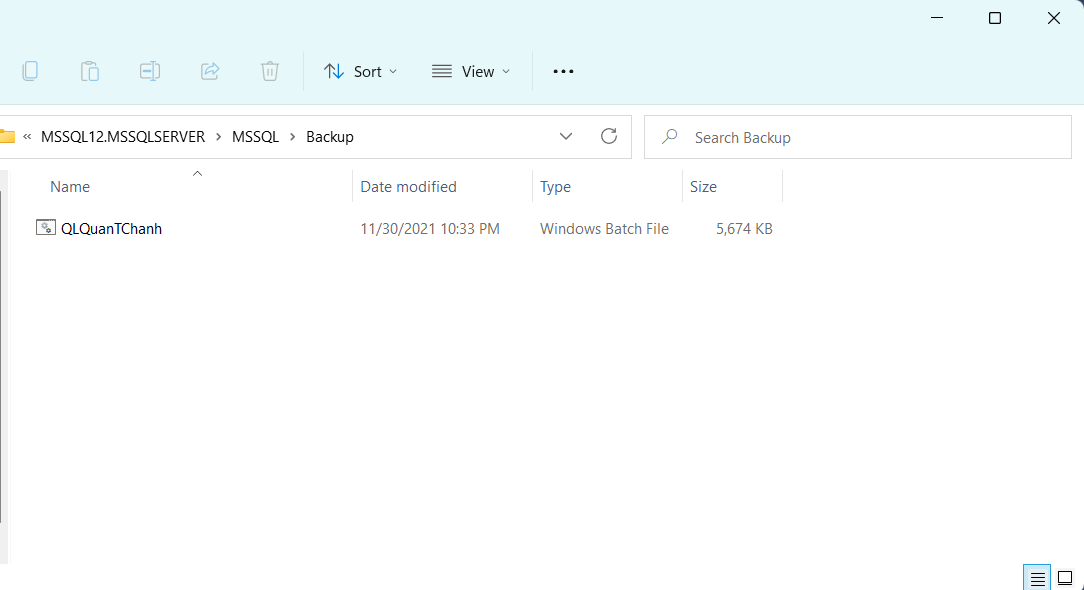 Sort View
« MSSQL12.MSSQLSERVER > MSSQL > Backup Search Backup
Name Date modified Type Size
QLQuanTChanh 11/30/2021 10:33 PM Windows Batch File 5,674 KB